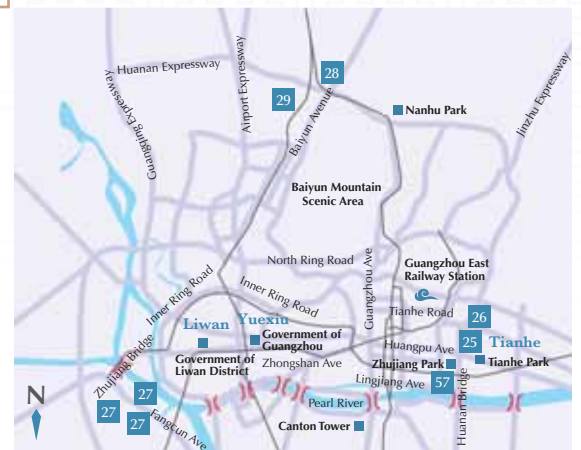 Huanan Expressway
Guangqing Expressway
Airport Expressway
28
29
Baiyun Avenue
Nanhu Park
Jinzhu Expressway
Baiyun Mountain
Scenic Area
North Ring Road
Guangzhou Ave
Guangzhou East
Railway Station
Inner Ring Road
Inner Ring Road
Tianhe Road
26
Liwan
Yuexiu
Government of
Guangzhou
Huangpu Ave
25
Tianhe
Government of
Liwan District
Zhongshan Ave
Zhujiang Park
Tianhe Park
Zhujiang Bridge
Lingjiang Ave
57
Huanan Bridge
N
27
27
27
Fangcun Ave
Pearl River
Canton Tower